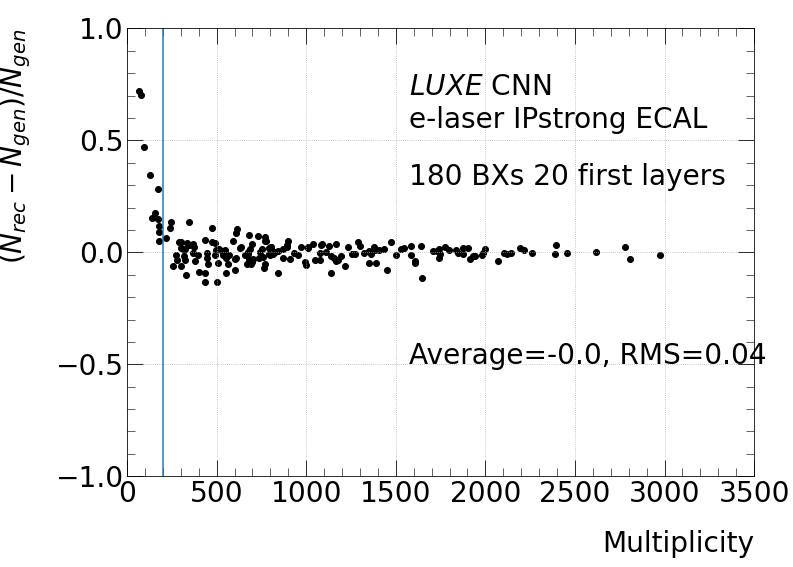 (N_rec − N_gen)/N_gen
1.0
0.5
0.0
−0.5
−1.0
LUXE CNN
e-laser IPstrong ECAL
180 BXs 20 first layers
Average=-0.0, RMS=0.04
0 500 1000 1500 2000 2500 3000 3500
Multiplicity